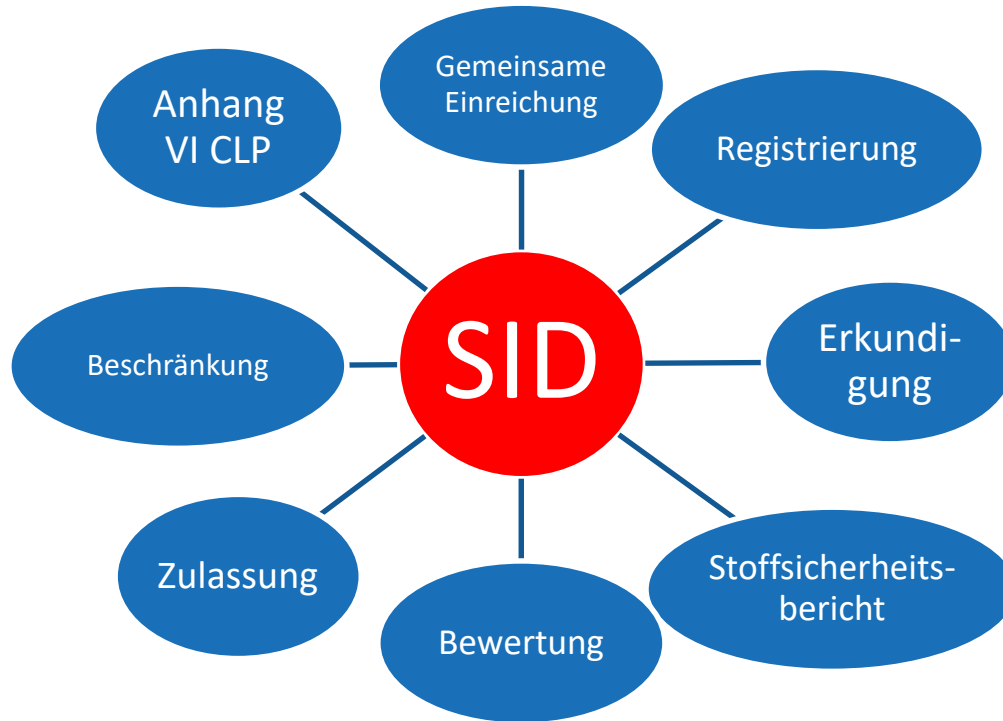 Gemeinsame
Einreichung
Anhang
VI CLP
Registrierung
SID
Erkundi-
gung
Beschränkung
Stoffsicherheits-
bericht
Zulassung
Bewertung